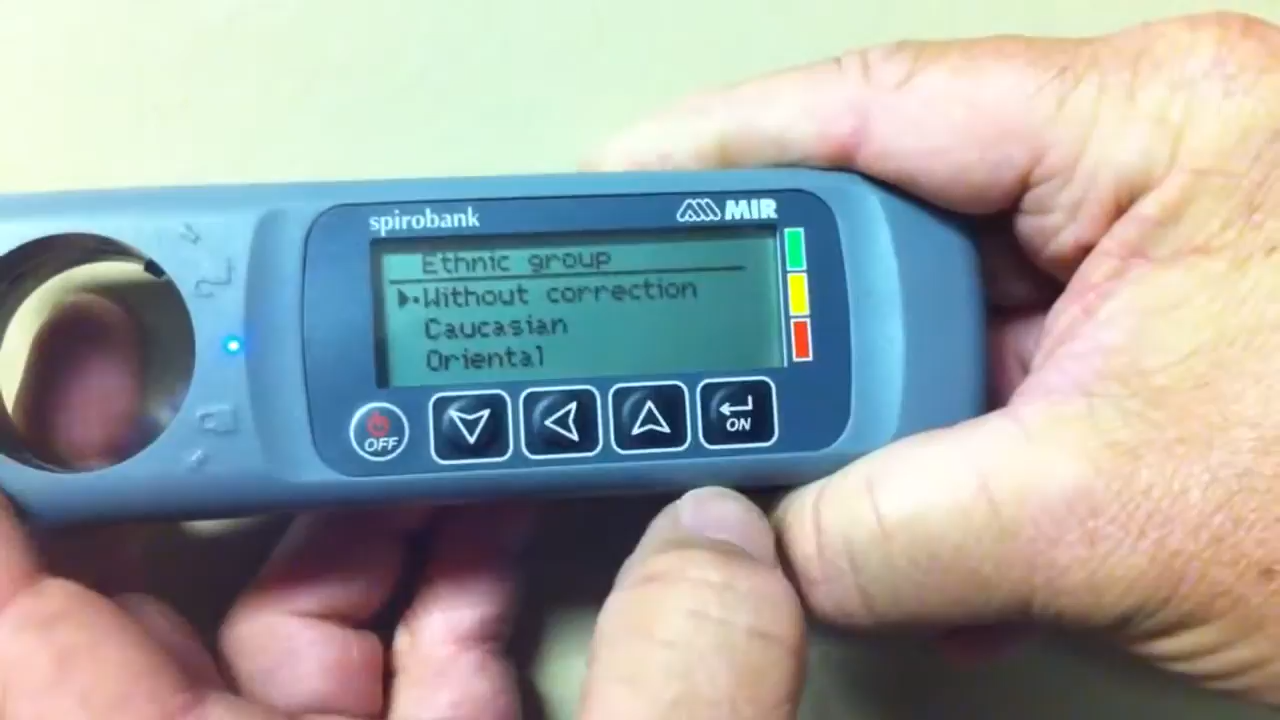 spirobank
MIR
Ethnic group
Without correction
Caucasian
Oriental
OFF
ON